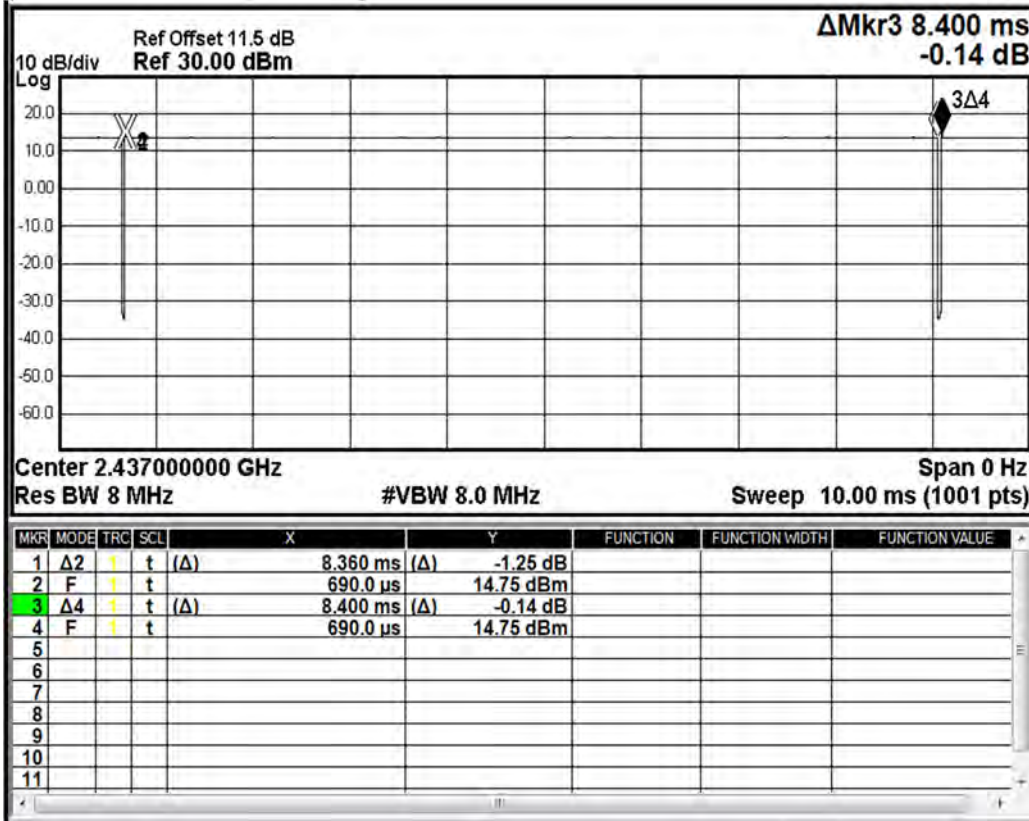 ΔMkr3 8.400 ms
Ref Offset 11.5 dB
10 dB/div Ref 30.00 dBm -0.14 dB
Log
3Δ4
20.0
10.0
0.00
-10.0
-20.0
-30.0
-40.0
-50.0
-60.0
Center 2.437000000 GHz Span 0 Hz
Res BW 8 MHz #VBW 8.0 MHz Sweep 10.00 ms (1001 pts)
MKR MODE TRC SCL X Y FUNCTION FUNCTION WIDTH FUNCTION VALUE
1 Δ2 1 t (Δ) 8.360 ms (Δ) -1.25 dB
2 F 1 t 690.0 µs 14.75 dBm
3 Δ4 1 t (Δ) 8.400 ms (Δ) -0.14 dB
4 F 1 t 690.0 µs 14.75 dBm
5
6
7
8
9
10
11